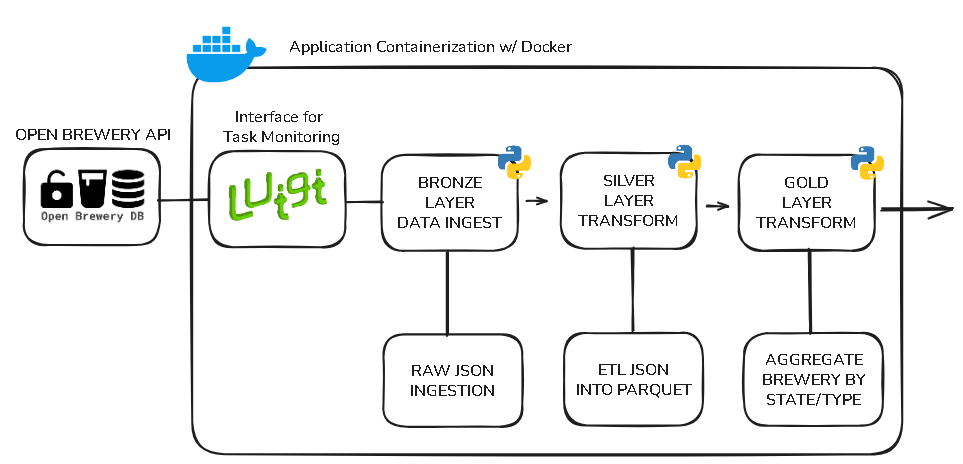 Application Containerization w/ Docker
OPEN BREWERY API
Open Brewery DB
Interface for
Task Monitoring
Luigi
BRONZE
LAYER
DATA INGEST
SILVER
LAYER
TRANSFORM
GOLD
LAYER
TRANSFORM
RAW JSON
INGESTION
ETL JSON
INTO PARQUET
AGGREGATE
BREWERY BY
STATE/TYPE